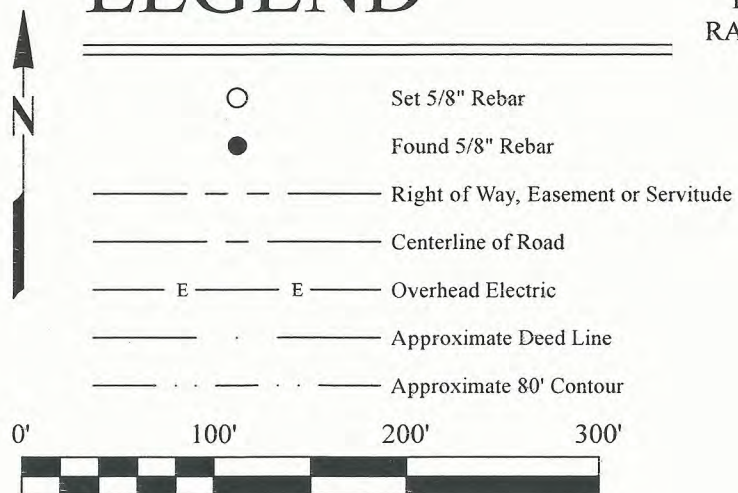 LEGEND
RA
N
Set 5/8" Rebar
Found 5/8" Rebar
Right of Way, Easement or Servitude
Centerline of Road
E E Overhead Electric
Approximate Deed Line
Approximate 80' Contour
0' 100' 200' 300'